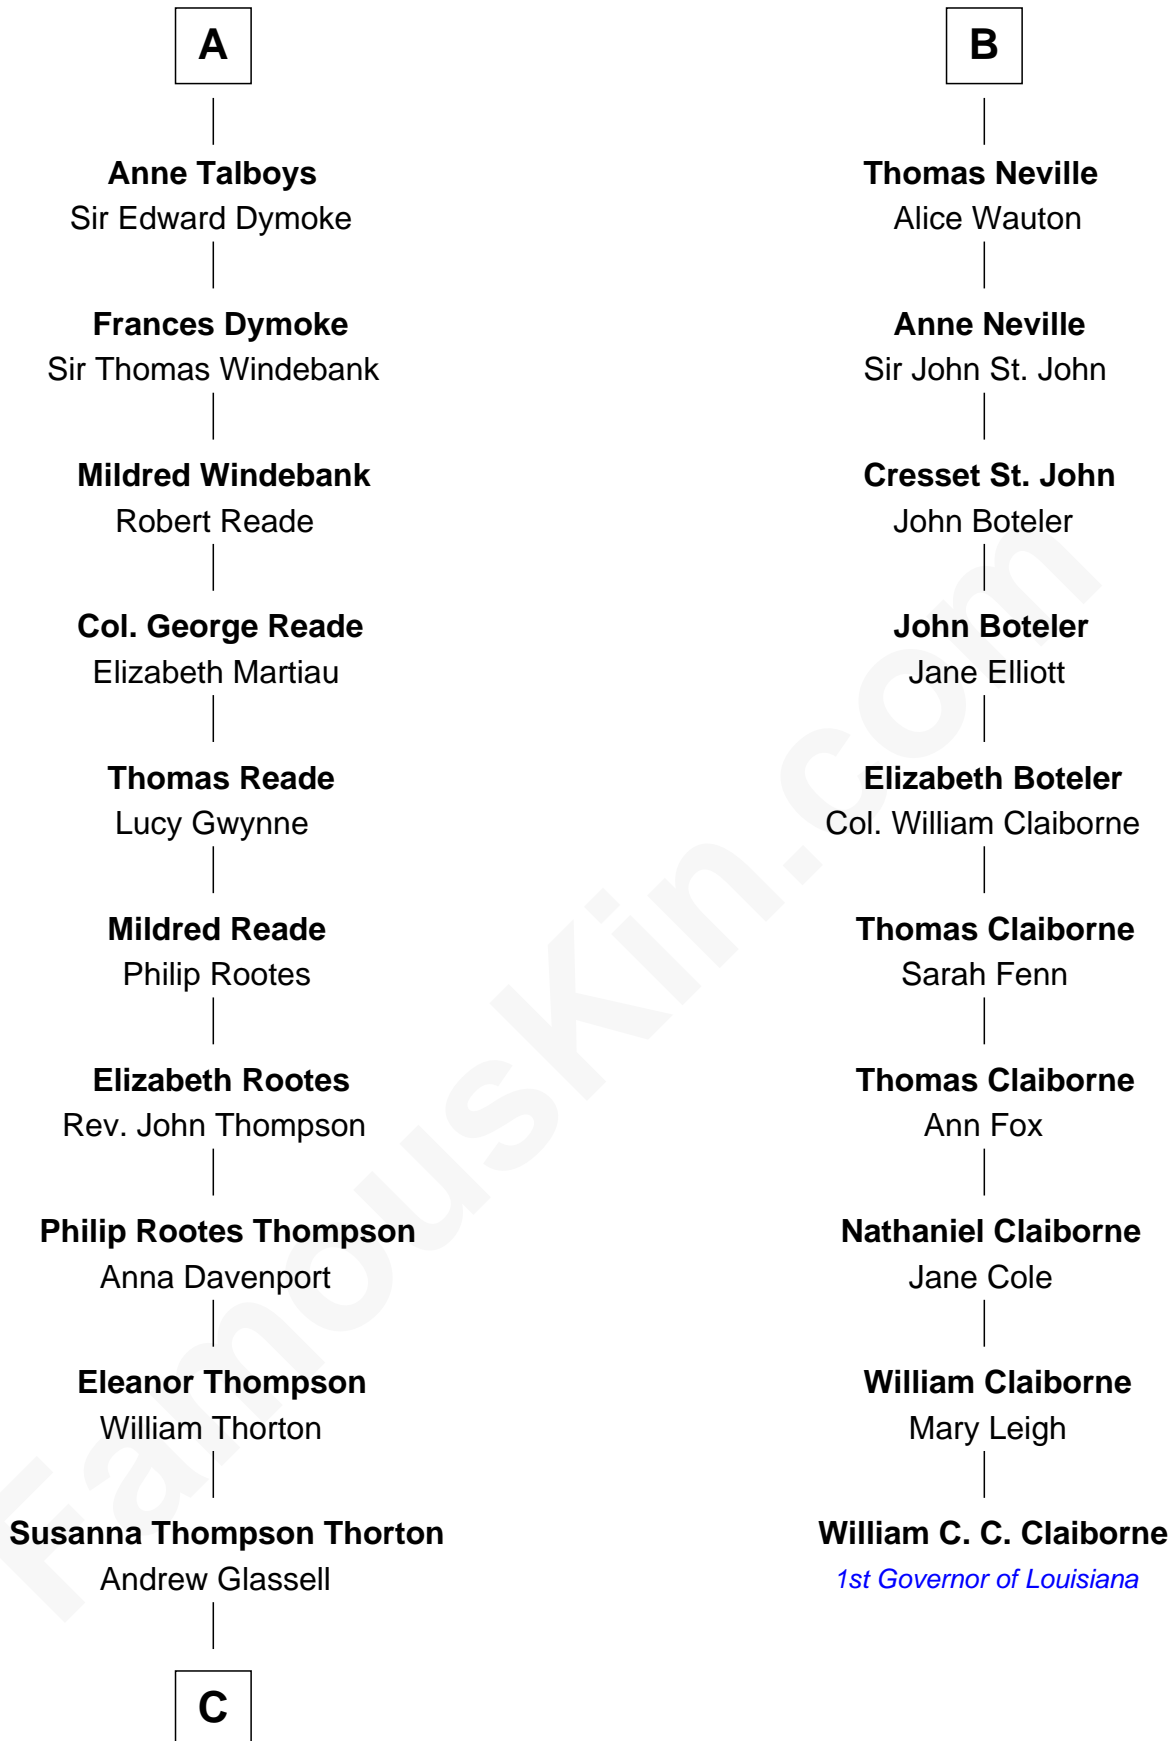 A
Anne Talboys
Sir Edward Dymoke
Frances Dymoke
Sir Thomas Windebank
Mildred Windebank
Robert Reade
Col. George Reade
Elizabeth Martiau
Thomas Reade
Lucy Gwynne
Mildred Reade
Philip Rootes
Elizabeth Rootes
Rev. John Thompson
Philip Rootes Thompson
Anna Davenport
Eleanor Thompson
William Thorton
Susanna Thompson Thorton
Andrew Glassell
C
B
Thomas Neville
Alice Wauton
Anne Neville
Sir John St. John
Cresset St. John
John Boteler
John Boteler
Jane Elliott
Elizabeth Boteler
Col. William Claiborne
Thomas Claiborne
Sarah Fenn
Thomas Claiborne
Ann Fox
Nathaniel Claiborne
Jane Cole
William Claiborne
Mary Leigh
William C. C. Claiborne
1st Governor of Louisiana
FamousKin.com